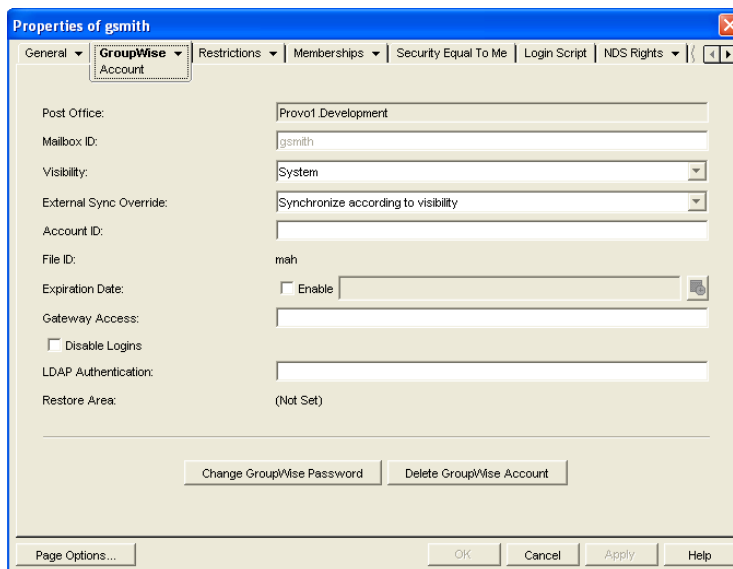 Properties of gsmith
General GroupWise Restrictions Memberships Security Equal To Me Login Script NDS Rights
Account
Post Office: Provo1.Development
Mailbox ID: gsmith
Visibility: System
External Sync Override: Synchronize according to visibility
Account ID:
File ID: mah
Expiration Date: Enable
Gateway Access:
Disable Logins
LDAP Authentication:
Restore Area: (Not Set)
Change GroupWise Password Delete GroupWise Account
Page Options... OK Cancel Apply Help